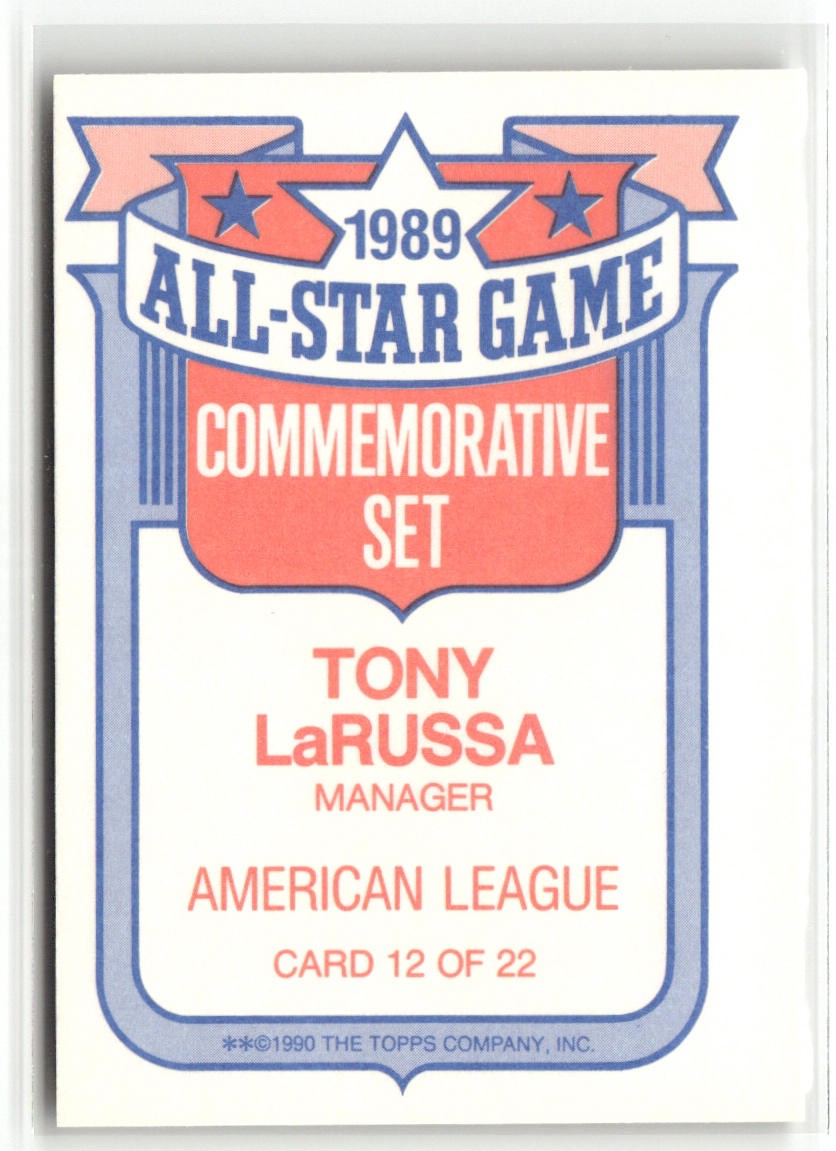 1989
ALL-STAR GAME
COMMEMORATIVE
SET
TONY
LaRUSSA
MANAGER
AMERICAN LEAGUE
CARD 12 OF 22
**©1990 THE TOPPS COMPANY, INC.